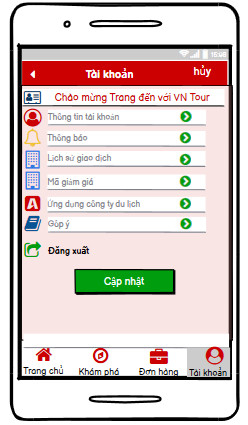 15:98
Tài khoản
hủy
Chào mừng Trang đến với VN Tour
Thông tin tài khoản
Thông báo
Lịch sử giao dịch
Mã giảm giá
Ứng dụng công ty du lịch
Góp ý
Đăng xuất
Cập nhật
Trang chủ
Khám phá
Đơn hàng
Tài khoản